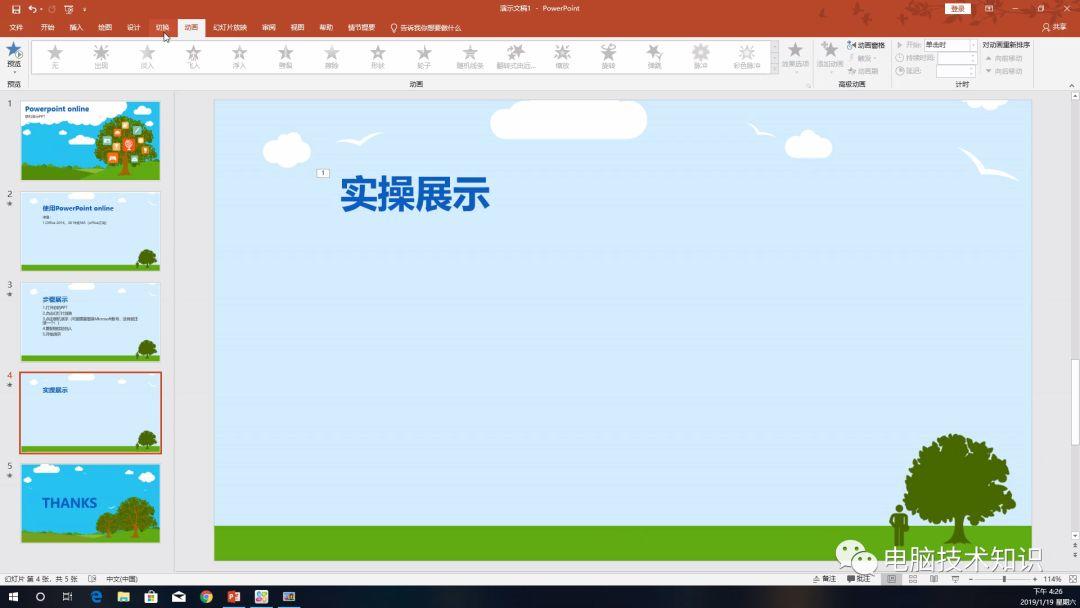 演示文稿1 - PowerPoint
登录
文件 开始 插入 绘图 设计 切换 动画 幻灯片放映 审阅 视图 帮助 情节提要 告诉我你想要做什么
共享
预览
无 出现 淡入 飞入 浮入 劈裂 擦除 形状 轮子 随机线条 翻转式由远... 缩放 旋转 弹跳 脉冲 彩色脉冲
效果选项
添加动画
动画窗格
触发
动画刷
开始: 单击时
持续时间:
延迟:
对动画重新排序
向前移动
向后移动
预览
动画
高级动画
计时
1
Powerpoint online
2
使用PowerPoint online
3
步骤展示
4
实操展示
5
THANKS
1
实操展示
电脑技术知识
幻灯片 第 4 张，共 5 张
中文(中国)
备注
批注
114%
下午 4:26
2019/1/19 星期六